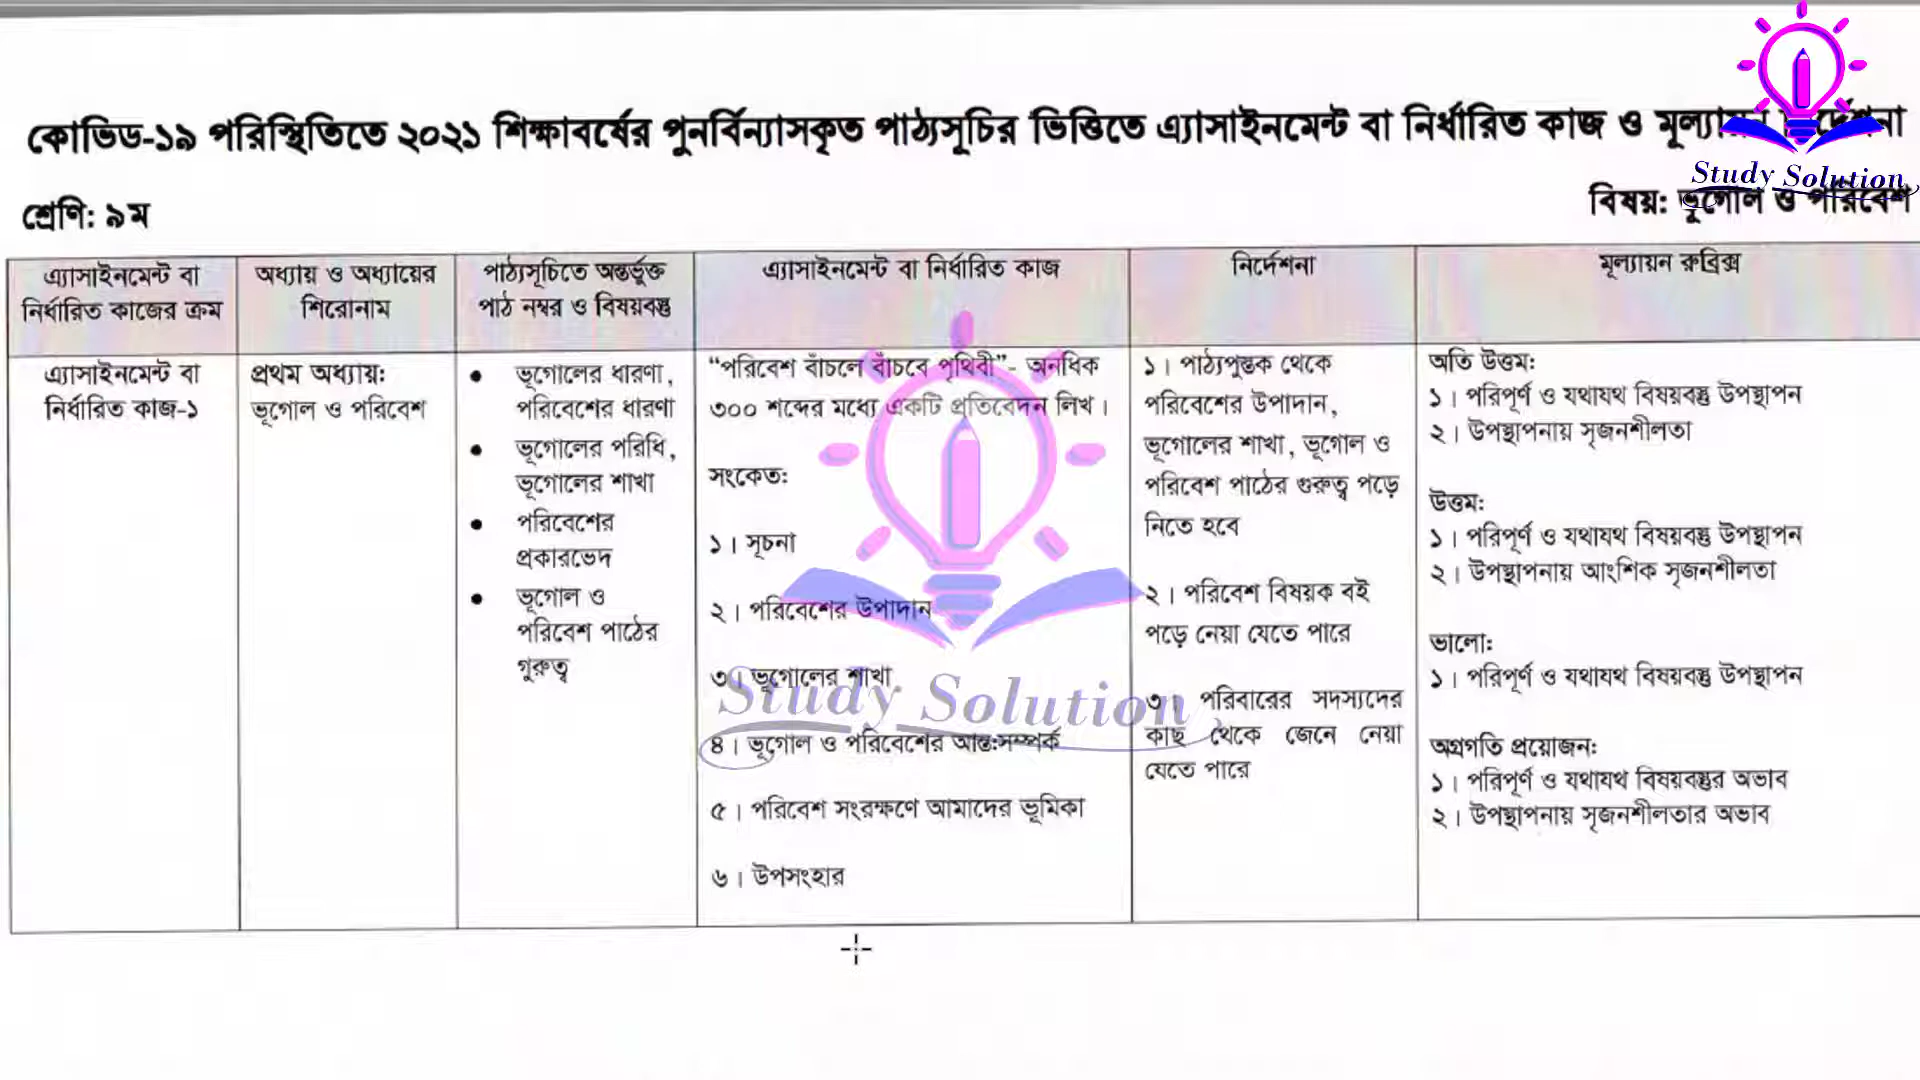 কোভিড-১৯ পরিস্থিতিতে ২০২১ শিক্ষাবর্ষের পুনর্বিন্যাসকৃত পাঠ্যসূচির ভিত্তিতে এ্যাসাইনমেন্ট বা নির্ধারিত কাজ ও মূল্যায়ন নির্দেশনা
Study Solution
শ্রেণি: ৯ম
বিষয়: ভূগোল ও পরিবেশ
এ্যাসাইনমেন্ট বা
নির্ধারিত কাজের ক্রম
অধ্যায় ও অধ্যায়ের
শিরোনাম
পাঠ্যসূচিতে অন্তর্ভুক্ত
পাঠ নম্বর ও বিষয়বস্তু
এ্যাসাইনমেন্ট বা নির্ধারিত কাজ
নির্দেশনা
মূল্যায়ন রুব্রিক্স
এ্যাসাইনমেন্ট বা
নির্ধারিত কাজ-১
প্রথম অধ্যায়:
ভূগোল ও পরিবেশ
● ভূগোলের ধারণা,
পরিবেশের ধারণা
● ভূগোলের পরিধি,
ভূগোলের শাখা
● পরিবেশের
প্রকারভেদ
● ভূগোল ও
পরিবেশ পাঠের
গুরুত্ব
“পরিবেশ বাঁচলে বাঁচবে পৃথিবী”- অনধিক
৩০০ শব্দের মধ্যে একটি প্রতিবেদন লিখ।
সংকেত:
১। সূচনা
২। পরিবেশের উপাদান
৩। ভূগোলের শাখা
৪। ভূগোল ও পরিবেশের আন্ত:সম্পর্ক
৫। পরিবেশ সংরক্ষণে আমাদের ভূমিকা
৬। উপসংহার
Study Solution
১। পাঠ্যপুস্তক থেকে
পরিবেশের উপাদান,
ভূগোলের শাখা, ভূগোল ও
পরিবেশ পাঠের গুরুত্ব পড়ে
নিতে হবে
২। পরিবেশ বিষয়ক বই
পড়ে নেয়া যেতে পারে
৩। পরিবারের সদস্যদের
কাছ থেকে জেনে নেয়া
যেতে পারে
অতি উত্তম:
১। পরিপূর্ণ ও যথাযথ বিষয়বস্তু উপস্থাপন
২। উপস্থাপনায় সৃজনশীলতা
উত্তম:
১। পরিপূর্ণ ও যথাযথ বিষয়বস্তু উপস্থাপন
২। উপস্থাপনায় আংশিক সৃজনশীলতা
ভালো:
১। পরিপূর্ণ ও যথাযথ বিষয়বস্তু উপস্থাপন
অগ্রগতি প্রয়োজন:
১। পরিপূর্ণ ও যথাযথ বিষয়বস্তুর অভাব
২। উপস্থাপনায় সৃজনশীলতার অভাব